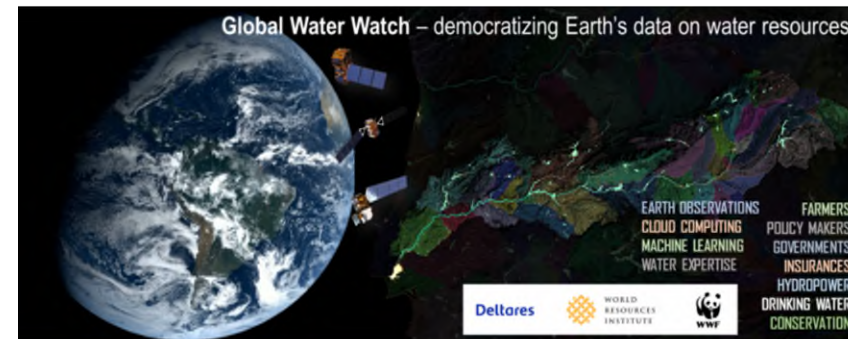 Global Water Watch – democratizing Earth's data on water resources
EARTH OBSERVATIONS
CLOUD COMPUTING
MACHINE LEARNING
WATER EXPERTISE
FARMERS
POLICY MAKERS
GOVERNMENTS
INSURANCES
HYDROPOWER
DRINKING WATER
CONSERVATION
Deltares
WORLD
RESOURCES
INSTITUTE
WWF